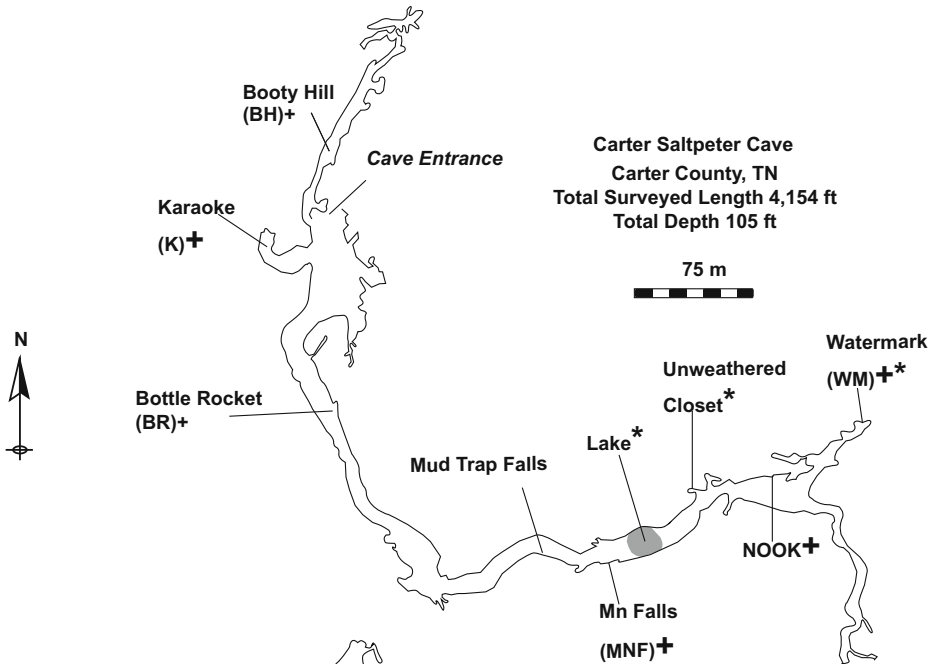 Booty Hill
(BH)+
Cave Entrance
Carter Saltpeter Cave
Carter County, TN
Total Surveyed Length 4,154 ft
Total Depth 105 ft
Karaoke
(K)+
75 m
N
Watermark
(WM)+*
Unweathered
Closet*
Bottle Rocket
(BR)+
Lake*
Mud Trap Falls
NOOK+
Mn Falls
(MNF)+